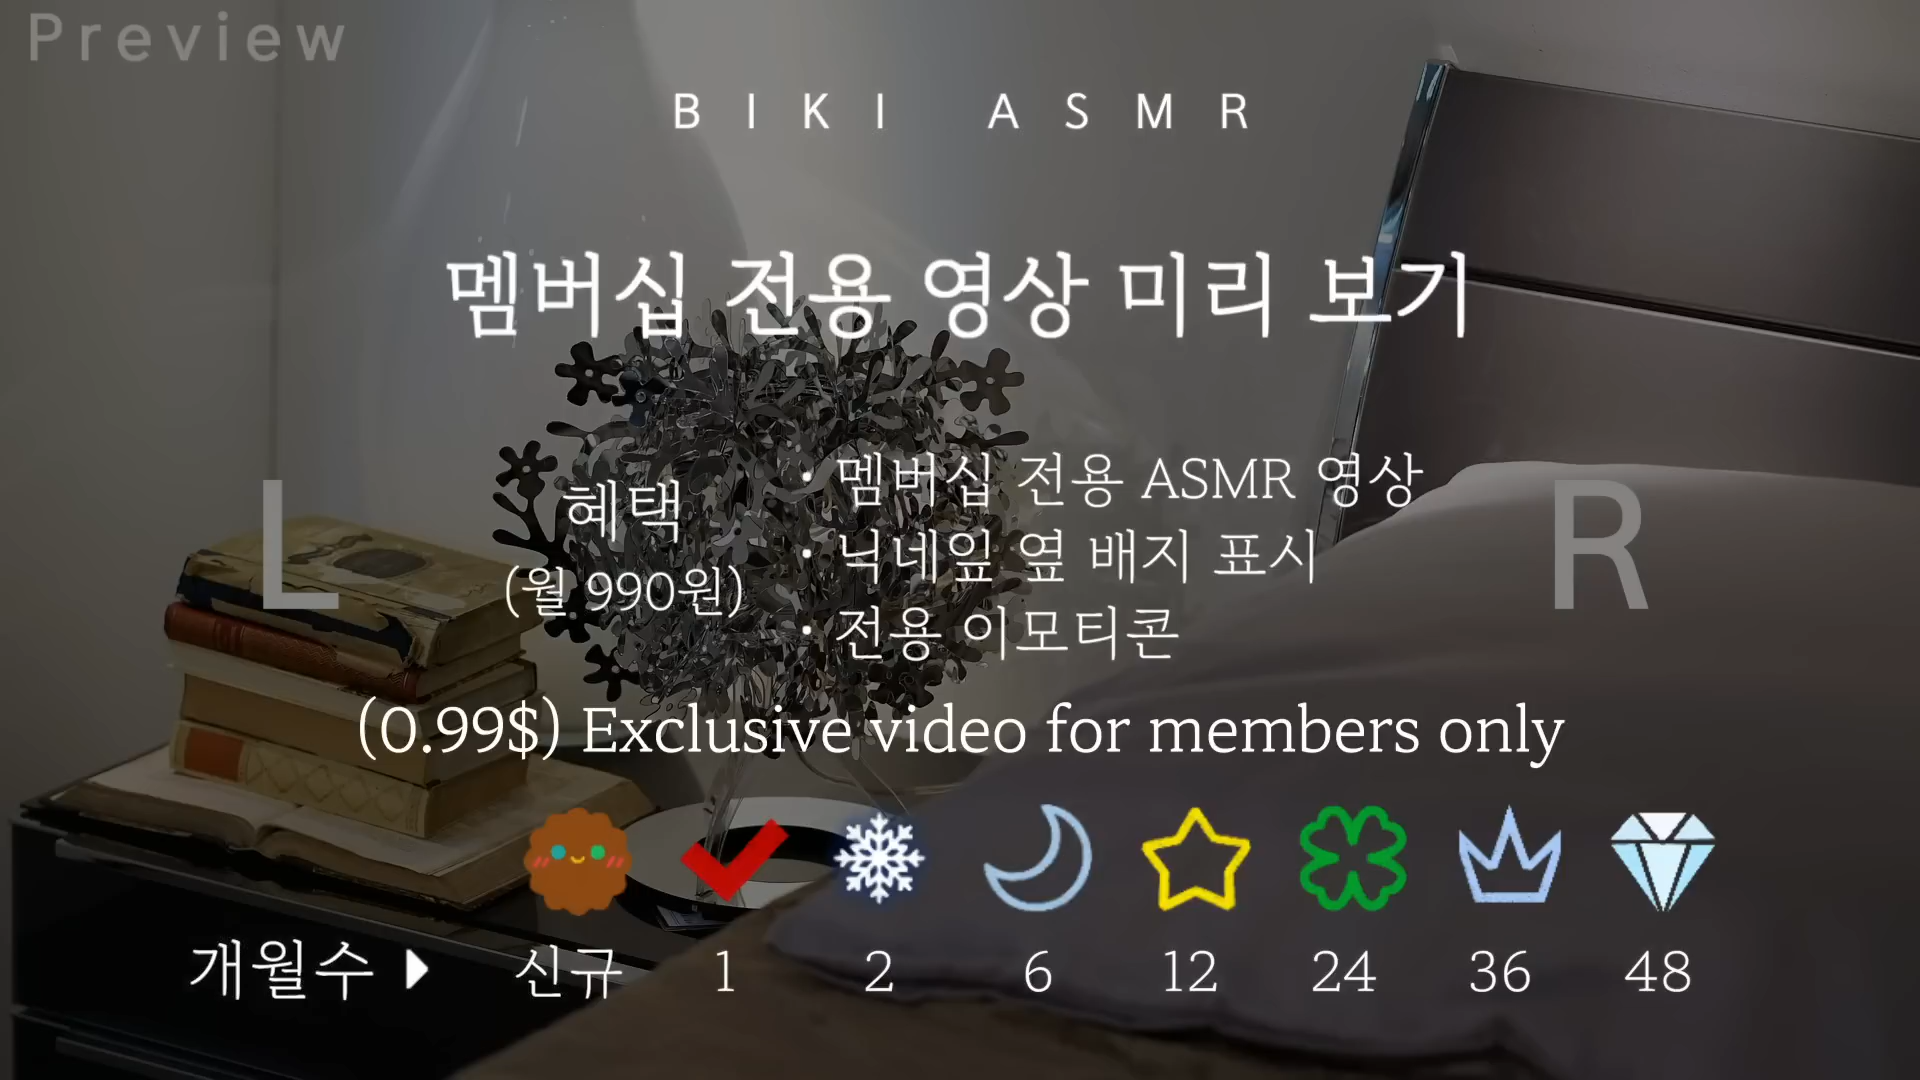 Preview
BIKI ASMR
멤버십 전용 영상 미리 보기
L
R
혜택
(월 990원)
· 멤버십 전용 ASMR 영상
· 닉네임 옆 배지 표시
· 전용 이모티콘
(0.99$) Exclusive video for members only
개월수 ▶ 신규 1 2 6 12 24 36 48